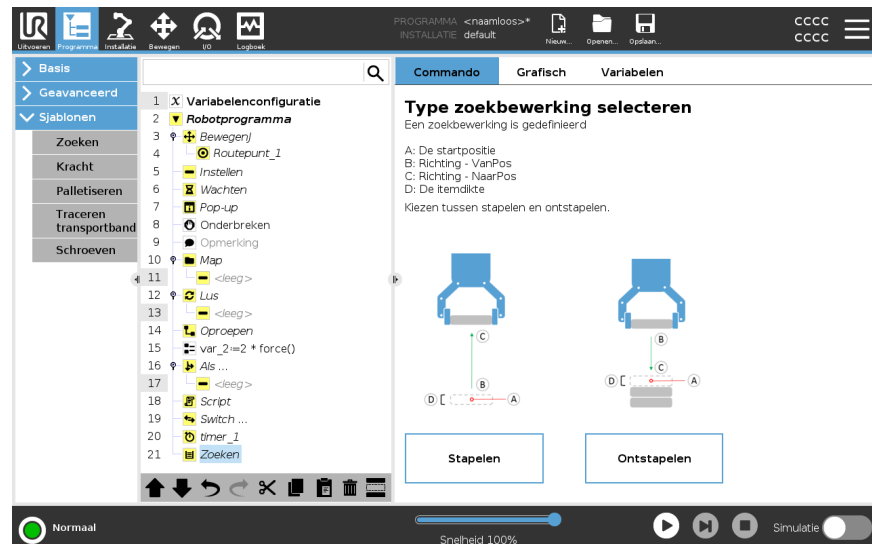 UR
Uitvoeren
Programma
Installatie
Bewegen
I/O
Logboek
PROGRAMMA <naamloos>*
INSTALLATIE default
Nieuw...
Openen...
Opslaan...
CCCC
CCCC
Basis
Geavanceerd
Sjablonen
Zoeken
Kracht
Palletiseren
Traceren
transportband
Schroeven
1 X Variabelenconfiguratie
2 Robotprogramma
3 BewegenJ
4 Routepunt_1
5 Instellen
6 Wachten
7 Pop-up
8 Onderbreken
9 Opmerking
10 Map
11 <leeg>
12 Lus
13 <leeg>
14 Oproepen
15 var_2:=2 * force()
16 Als ...
17 <leeg>
18 Script
19 Switch ...
20 timer_1
21 Zoeken
Commando
Grafisch
Variabelen
Type zoekbewerking selecteren
Een zoekbewerking is gedefinieerd
A: De startpositie
B: Richting - VanPos
C: Richting - NaarPos
D: De itemdikte
Kiezen tussen stapelen en ontstapelen.
C
B
D
A
B
C
D
A
Stapelen
Ontstapelen
Normaal
Snelheid 100%
Simulatie